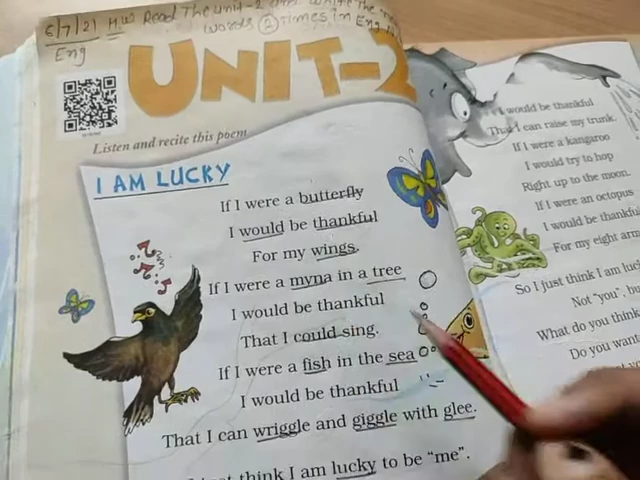 6/7/21 H.W Read The unit-2 and write the
words 2 times in Eng
Eng
UNIT-2
Listen and recite this poem
I AM LUCKY
If I were a butterfly
I would be thankful
For my wings.
If I were a myna in a tree
I would be thankful
That I could sing.
If I were a fish in the sea
I would be thankful
That I can wriggle and giggle with glee.
think I am lucky to be "me".
I would be thankful
That I can raise my trunk.
If I were a kangaroo
I would try to hop
Right up to the moon.
If I were an octopus
I would be thankful
For my eight arm
So I just think I am luc
Not "you", bu
What do you think
Do you want